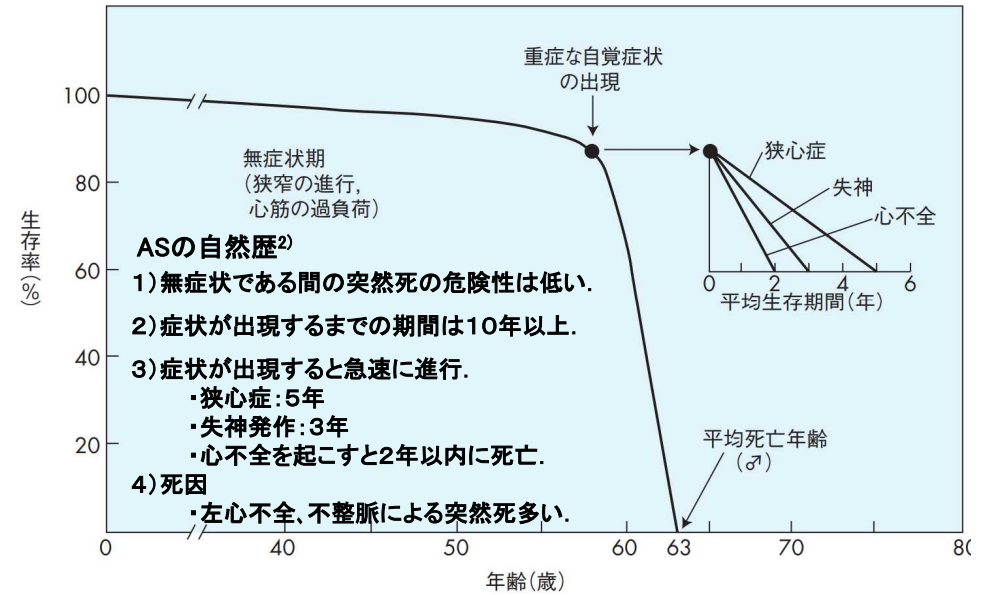 重症な自覚症状
の出現
100
80
60
40
20
生存率(%)
無症状期
(狭窄の進行,
心筋の過負荷)
狭心症
失神
心不全
0 2 4 6
平均生存期間(年)
ASの自然歴2)
1)無症状である間の突然死の危険性は低い.
2)症状が出現するまでの期間は10年以上.
3)症状が出現すると急速に進行.
・狭心症:5年
・失神発作:3年
・心不全を起こすと2年以内に死亡.
4)死因
・左心不全、不整脈による突然死多い.
平均死亡年齢
(♂)
0 40 50 60 63 70 80
年齢(歳)